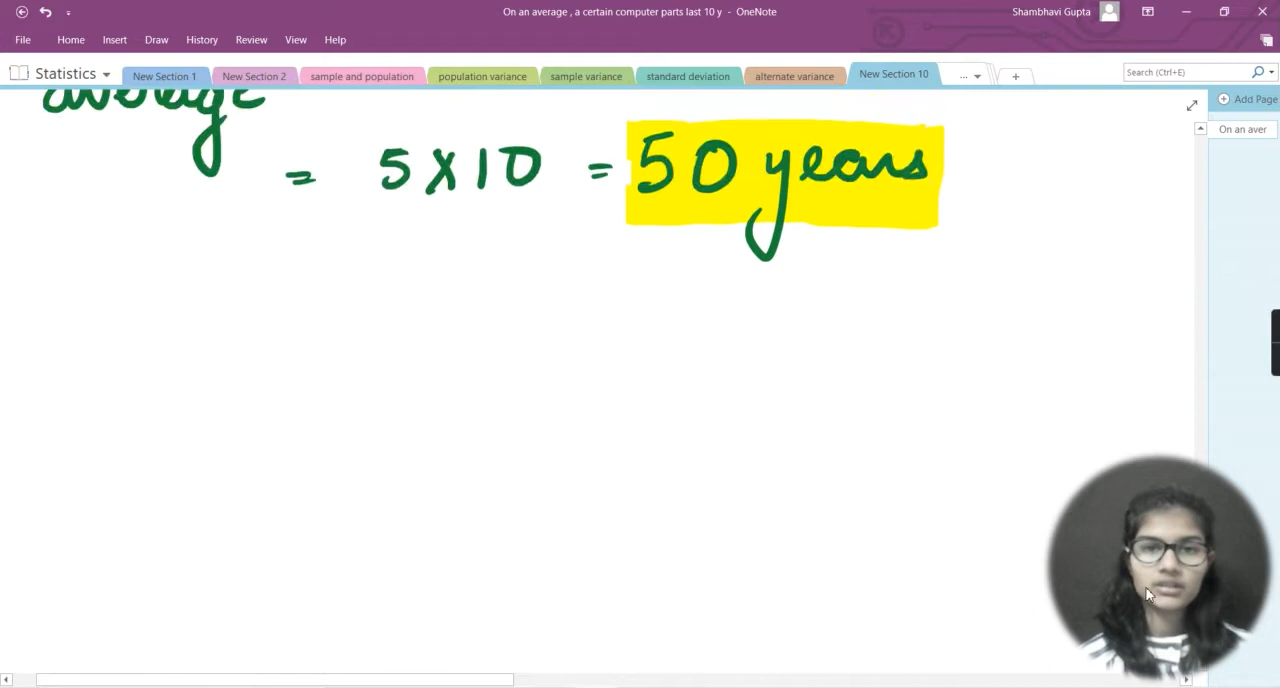 On an average , a certain computer parts last 10 y - OneNote
Shambhavi Gupta
File Home Insert Draw History Review View Help
Statistics
New Section 1
New Section 2
sample and population
population variance
sample variance
standard deviation
alternate variance
New Section 10
...
+
Search (Ctrl+E)
Add Page
On an aver
average
= 5 X 10 = 50 years